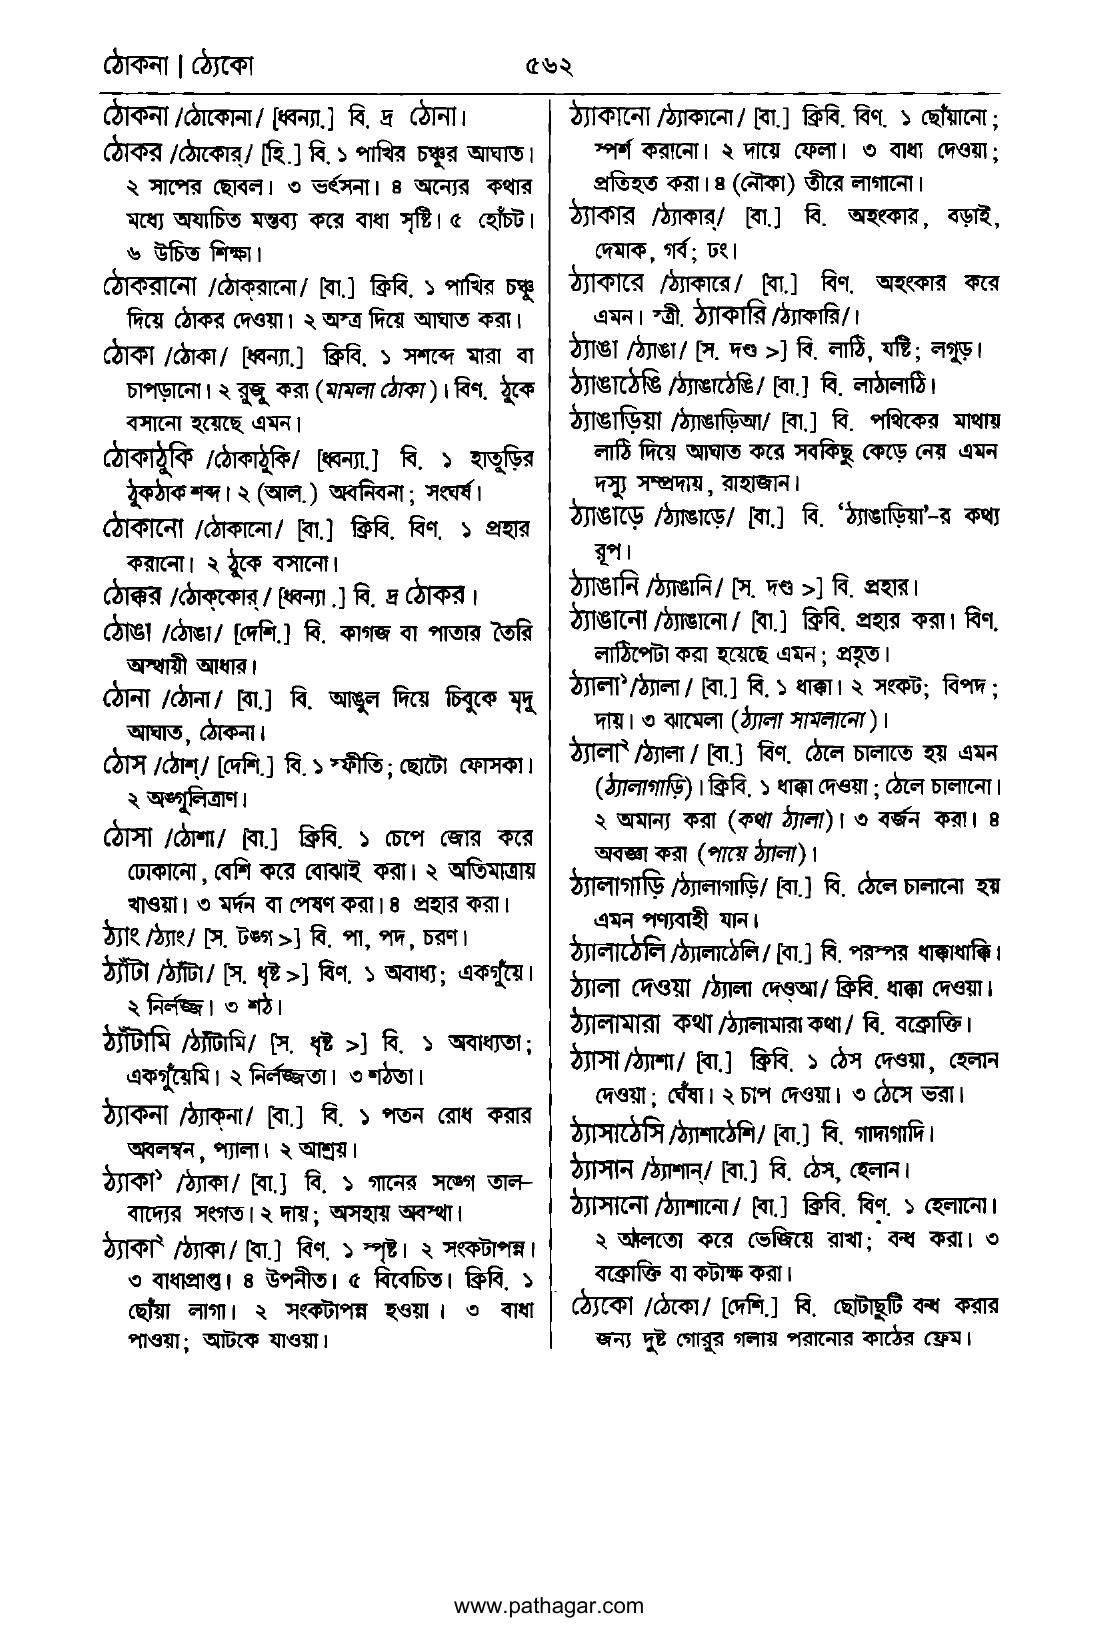 ঠোকনা | ঠ্যেকো
৫৬২
ঠোকনা /ঠোকোনা/ [ধ্বন্যা.] বি. দ্র ঠোনা।
ঠোকর /ঠোকোর্/ [হি.] বি. ১ পাখির চঞ্চুর আঘাত।
২ সাপের ছোবল। ৩ ভর্ৎসনা। ৪ অন্যের কথার
মধ্যে অযাচিত মন্তব্য করে বাধা সৃষ্টি। ৫ হোঁচট।
৬ উচিত শিক্ষা।
ঠোকরানো /ঠোক্‌রানো/ [বা.] ক্রিবি. ১ পাখির চঞ্চু
দিয়ে ঠোকর দেওয়া। ২ অস্ত্র দিয়ে আঘাত করা।
ঠোকা /ঠোকা/ [ধ্বন্যা.] ক্রিবি. ১ সশব্দে মারা বা
চাপড়ানো। ২ রুজু করা (মামলা ঠোকা)। বিণ. ঠুকে
বসানো হয়েছে এমন।
ঠোকাঠুকি /ঠোকাঠুকি/ [ধ্বন্যা.] বি. ১ হাতুড়ির
ঠুকঠাক শব্দ। ২ (আল.) অবনিবনা; সংঘর্ষ।
ঠোকানো /ঠোকানো/ [বা.] ক্রিবি. বিণ. ১ প্রহার
করানো। ২ ঠুকে বসানো।
ঠোক্কর /ঠোক্‌কোর্/ [ধ্বন্যা.] বি. দ্র ঠোকর।
ঠোঙা /ঠোঙা/ [দেশি.] বি. কাগজ বা পাতার তৈরি
অস্থায়ী আধার।
ঠোনা /ঠোনা/ [বা.] বি. আঙুল দিয়ে চিবুকে মৃদু
আঘাত, ঠোকনা।
ঠোস /ঠোশ্/ [দেশি.] বি. ১ স্ফীতি; ছোটো ফোসকা।
২ অঙ্গুলিত্রাণ।
ঠোসা /ঠোশা/ [বা.] ক্রিবি. ১ চেপে জোর করে
ঢোকানো, বেশি করে বোঝাই করা। ২ অতিমাত্রায়
খাওয়া। ৩ মর্দন বা পেষণ করা। ৪ প্রহার করা।
ঠ্যাং /ঠ্যাং/ [স. টঙ্গ >] বি. পা, পদ, চরণ।
ঠ্যাঁটা /ঠ্যাঁটা/ [স. ধৃষ্ট >] বিণ. ১ অবাধ্য; একগুঁয়ে।
২ নির্লজ্জ। ৩ শঠ।
ঠ্যাঁটামি /ঠ্যাঁটামি/ [স. ধৃষ্ট >] বি. ১ অবাধ্যতা;
একগুঁয়েমি। ২ নির্লজ্জতা। ৩ শঠতা।
ঠ্যাকনা /ঠ্যাক্‌না/ [বা.] বি. ১ পতন রোধ করার
অবলম্বন, প্যালা। ২ আশ্রয়।
ঠ্যাকা১ /ঠ্যাকা/ [বা.] বি. ১ গানের সঙ্গে তাল-
বাদ্যের সংগত। ২ দায়; অসহায় অবস্থা।
ঠ্যাকা২ /ঠ্যাকা/ [বা.] বিণ. ১ স্পৃষ্ট। ২ সংকটাপন্ন।
৩ বাধাপ্রাপ্ত। ৪ উপনীত। ৫ বিবেচিত। ক্রিবি. ১
ছোঁয়া লাগা। ২ সংকটাপন্ন হওয়া। ৩ বাধা
পাওয়া; আটকে যাওয়া।
ঠ্যাকানো /ঠ্যাকানো/ [বা.] ক্রিবি. বিণ. ১ ছোঁয়ানো;
স্পর্শ করানো। ২ দায়ে ফেলা। ৩ বাধা দেওয়া;
প্রতিহত করা। ৪ (নৌকা) তীরে লাগানো।
ঠ্যাকার /ঠ্যাকার্/ [বা.] বি. অহংকার, বড়াই,
দেমাক, গর্ব; ঢং।
ঠ্যাকারে /ঠ্যাকারে/ [বা.] বিণ. অহংকার করে
এমন। স্ত্রী. ঠ্যাকারি /ঠ্যাকারি/।
ঠ্যাঙা /ঠ্যাঙা/ [স. দণ্ড >] বি. লাঠি, যষ্টি; লগুড়।
ঠ্যাঙাঠেঙি /ঠ্যাঙাঠেঙি/ [বা.] বি. লাঠালাঠি।
ঠ্যাঙাড়িয়া /ঠ্যাঙাড়িআ/ [বা.] বি. পথিকের মাথায়
লাঠি দিয়ে আঘাত করে সবকিছু কেড়ে নেয় এমন
দস্যু সম্প্রদায়, রাহাজান।
ঠ্যাঙাড়ে /ঠ্যাঙাড়ে/ [বা.] বি. ‘ঠ্যাঙাড়িয়া’-র কথ্য
রূপ।
ঠ্যাঙানি /ঠ্যাঙানি/ [স. দণ্ড >] বি. প্রহার।
ঠ্যাঙানো /ঠ্যাঙানো/ [বা.] ক্রিবি. প্রহার করা। বিণ.
লাঠিপেটা করা হয়েছে এমন; প্রহৃত।
ঠ্যালা১ /ঠ্যালা/ [বা.] বি. ১ ধাক্কা। ২ সংকট; বিপদ;
দায়। ৩ ঝামেলা (ঠ্যালা সামলানো)।
ঠ্যালা২ /ঠ্যালা/ [বা.] বিণ. ঠেলে চালাতে হয় এমন
(ঠ্যালাগাড়ি)। ক্রিবি. ১ ধাক্কা দেওয়া; ঠেলে চালানো।
২ অমান্য করা (কথা ঠ্যালা)। ৩ বর্জন করা। ৪
অবজ্ঞা করা (পায়ে ঠ্যালা)।
ঠ্যালাগাড়ি /ঠ্যালাগাড়ি/ [বা.] বি. ঠেলে চালানো হয়
এমন পণ্যবাহী যান।
ঠ্যালাঠেলি /ঠ্যালাঠেলি/ [বা.] বি. পরস্পর ধাক্কাধাক্কি।
ঠ্যালা দেওয়া /ঠ্যালা দেওআ/ ক্রিবি. ধাক্কা দেওয়া।
ঠ্যালামারা কথা /ঠ্যালামারা কথা/ বি. বক্রোক্তি।
ঠ্যাসা /ঠ্যাশা/ [বা.] ক্রিবি. ১ ঠেস দেওয়া, হেলান
দেওয়া; ঘেঁষা। ২ চাপ দেওয়া। ৩ ঠেসে ভরা।
ঠ্যাসাঠেসি /ঠ্যাশাঠেশি/ [বা.] বি. গাদাগাদি।
ঠ্যাসান /ঠ্যাশান্/ [বা.] বি. ঠেস, হেলান।
ঠ্যাসানো /ঠ্যাশানো/ [বা.] ক্রিবি. বিণ. ১ হেলানো।
২ আলতো করে ভেজিয়ে রাখা; বন্ধ করা। ৩
বক্রোক্তি বা কটাক্ষ করা।
ঠ্যেকো /ঠেকো/ [দেশি.] বি. ছোটাছুটি বন্ধ করার
জন্য দুষ্ট গোরুর গলায় পরানোর কাঠের ফ্রেম।
www.pathagar.com